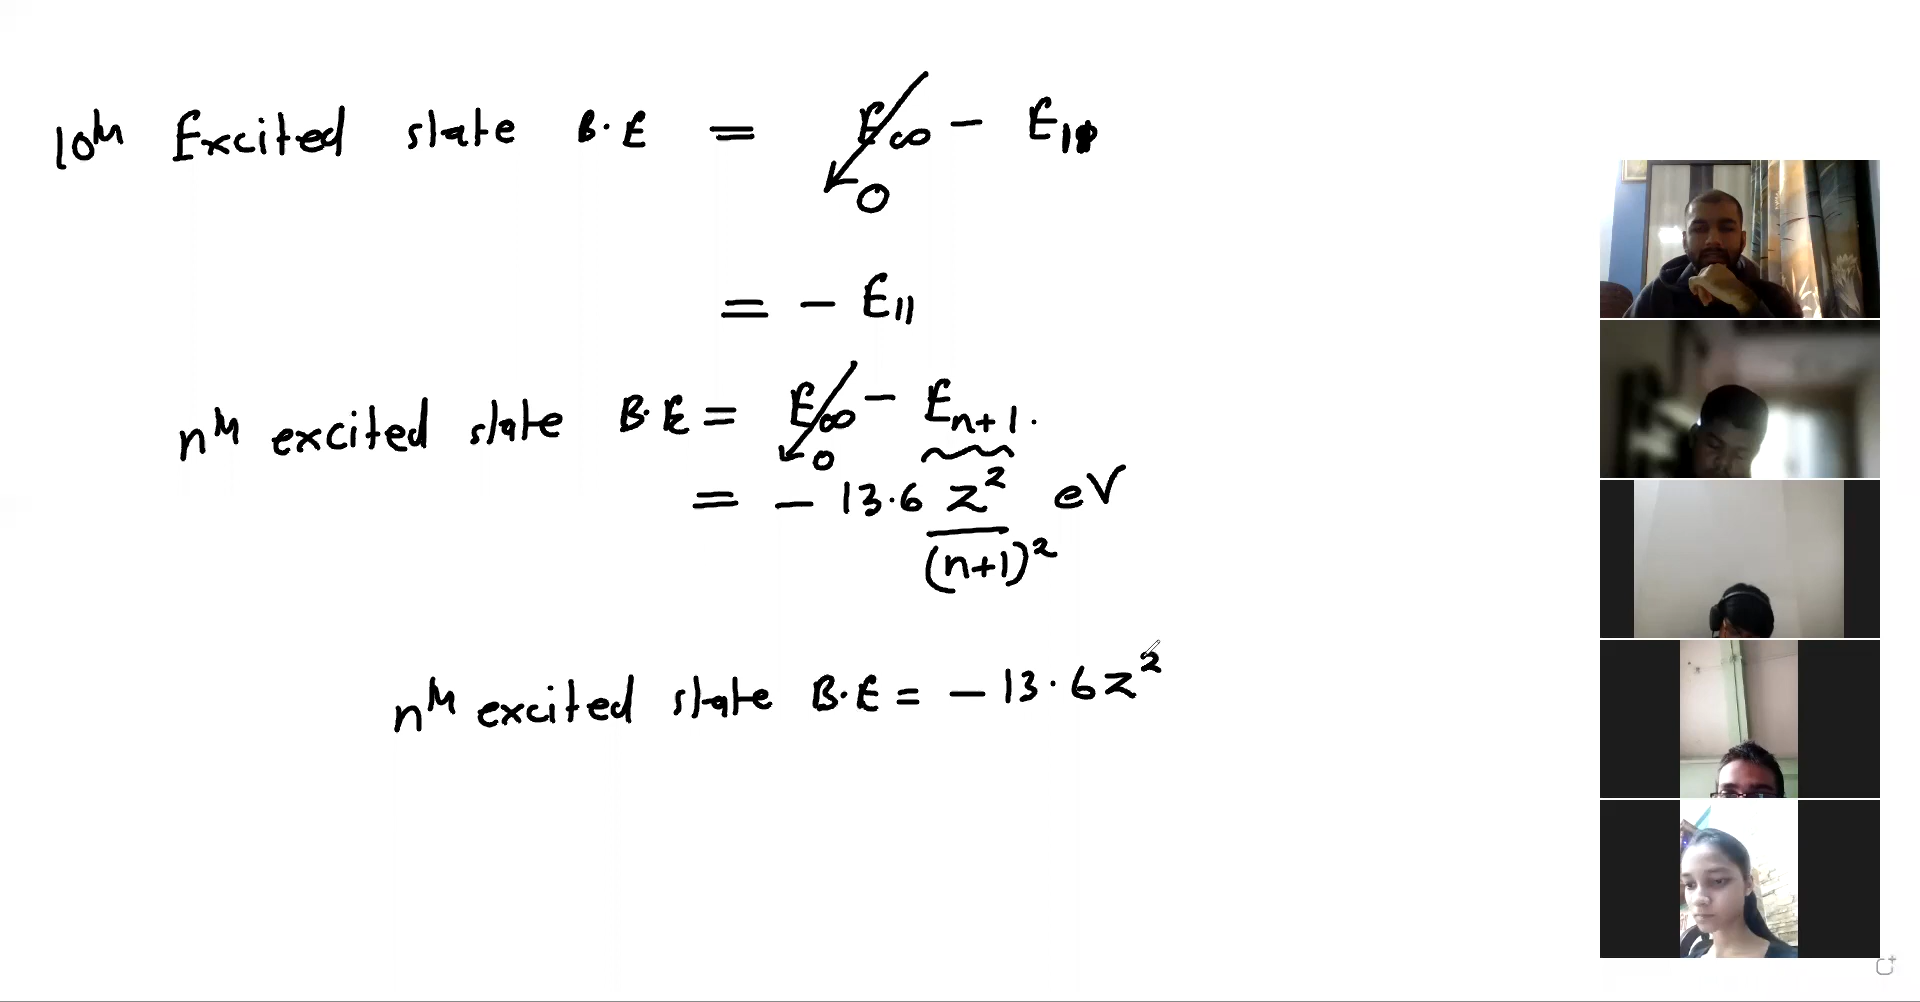 10th Excited state B.E = E∞ - E11
0
= - E11
nth excited state B.E = E∞ - En+1.
0
= - 13.6 z² eV
(n+1)²
nth excited state B.E = - 13.6 z²